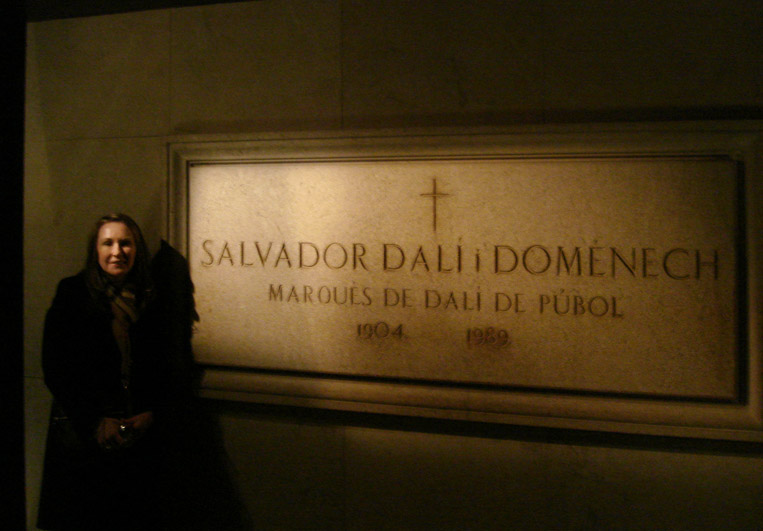 SALVADOR DALÍ i DOMÈNECH
MARQUÈS DE DALÍ DE PÚBOL
1904 1989